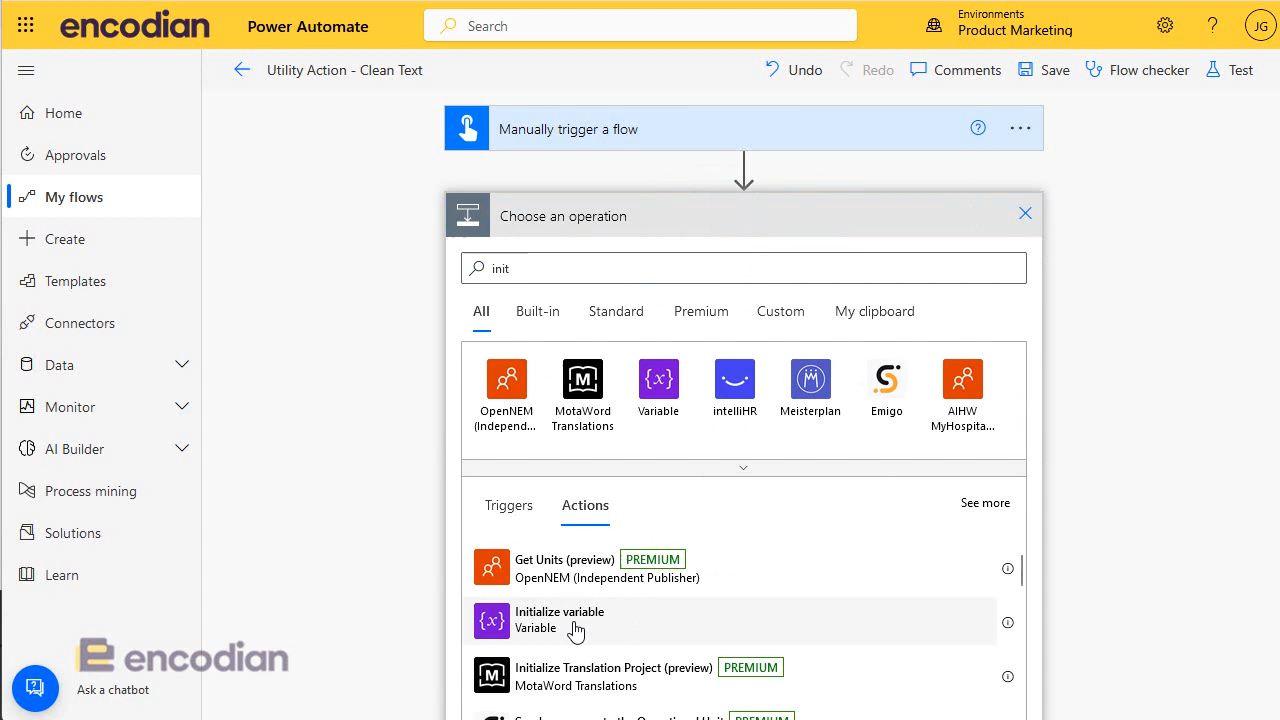 encodian
Power Automate
Search
Environments
Product Marketing
JG
Utility Action - Clean Text
Undo
Redo
Comments
Save
Flow checker
Test
Home
Approvals
My flows
Create
Templates
Connectors
Data
Monitor
AI Builder
Process mining
Solutions
Learn
encodian
Ask a chatbot
Manually trigger a flow
Choose an operation
init
All
Built-in
Standard
Premium
Custom
My clipboard
OpenNEM
(Independ...
MotaWord
Translations
Variable
intelliHR
Meisterplan
Emigo
AIHW
MyHospita...
Triggers
Actions
See more
Get Units (preview) PREMIUM
OpenNEM (Independent Publisher)
Initialize variable
Variable
Initialize Translation Project (preview) PREMIUM
MotaWord Translations
PREMIUM